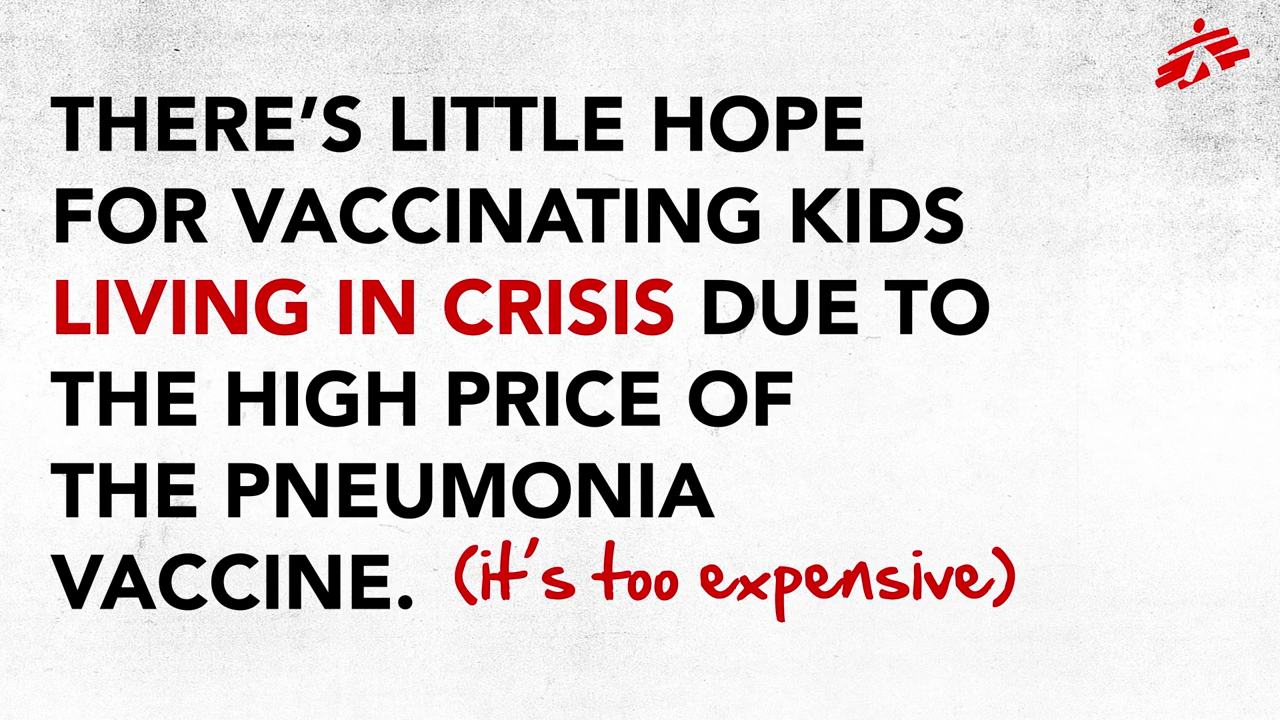 THERE’S LITTLE HOPE
FOR VACCINATING KIDS
LIVING IN CRISIS DUE TO
THE HIGH PRICE OF
THE PNEUMONIA
VACCINE. (it's too expensive)